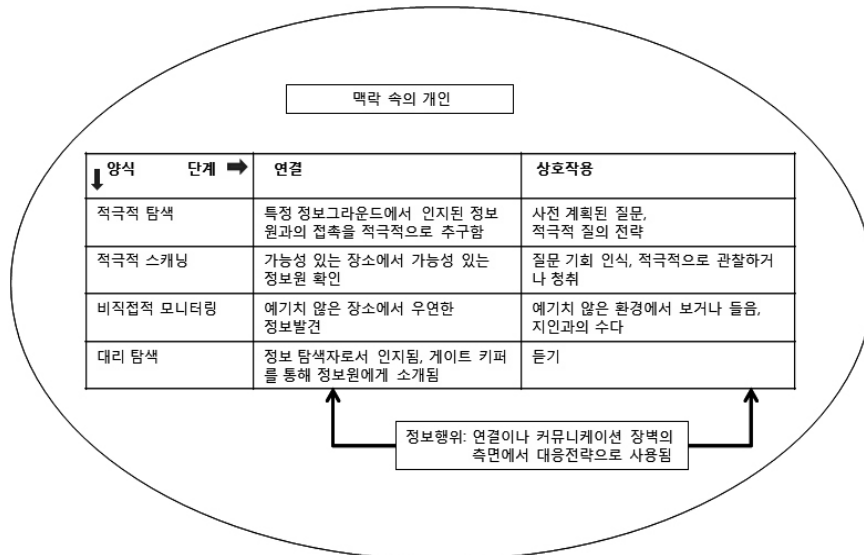 맥락 속의 개인
양식 단계 연결 상호작용
적극적 탐색
특정 정보그라운드에서 인지된 정보
원과의 접촉을 적극적으로 추구함
사전 계획된 질문,
적극적 질의 전략
적극적 스캐닝
가능성 있는 장소에서 가능성 있는
정보원 확인
질문 기회 인식, 적극적으로 관찰하거
나 청취
비직접적 모니터링
예기치 않은 장소에서 우연한
정보발견
예기치 않은 환경에서 보거나 들음,
지인과의 수다
대리 탐색
정보 탐색자로서 인지됨, 게이트 키퍼
를 통해 정보원에게 소개됨
듣기
정보행위: 연결이나 커뮤니케이션 장벽의
측면에서 대응전략으로 사용됨